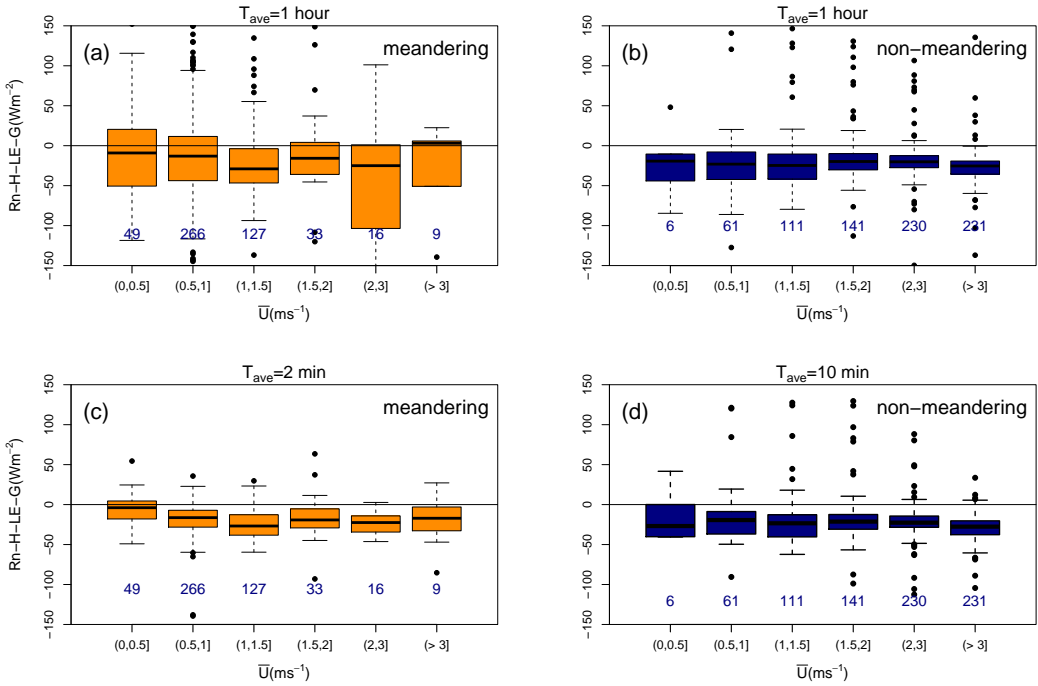 T_ave=1 hour
(a) meandering
Rn−H−LE−G(Wm^−2)
150
100
50
0
−50
−100
−150
49 266 127 33 16 9
(0,0.5] (0.5,1] (1,1.5] (1.5,2] (2,3] (> 3]
U̅(ms^−1)
T_ave=1 hour
(b) non−meandering
150
100
50
0
−50
−100
−150
6 61 111 141 230 231
(0,0.5] (0.5,1] (1,1.5] (1.5,2] (2,3] (> 3]
U̅(ms^−1)
T_ave=2 min
(c) meandering
Rn−H−LE−G(Wm^−2)
150
100
50
0
−50
−100
−150
49 266 127 33 16 9
(0,0.5] (0.5,1] (1,1.5] (1.5,2] (2,3] (> 3]
U̅(ms^−1)
T_ave=10 min
(d) non−meandering
150
100
50
0
−50
−100
−150
6 61 111 141 230 231
(0,0.5] (0.5,1] (1,1.5] (1.5,2] (2,3] (> 3]
U̅(ms^−1)